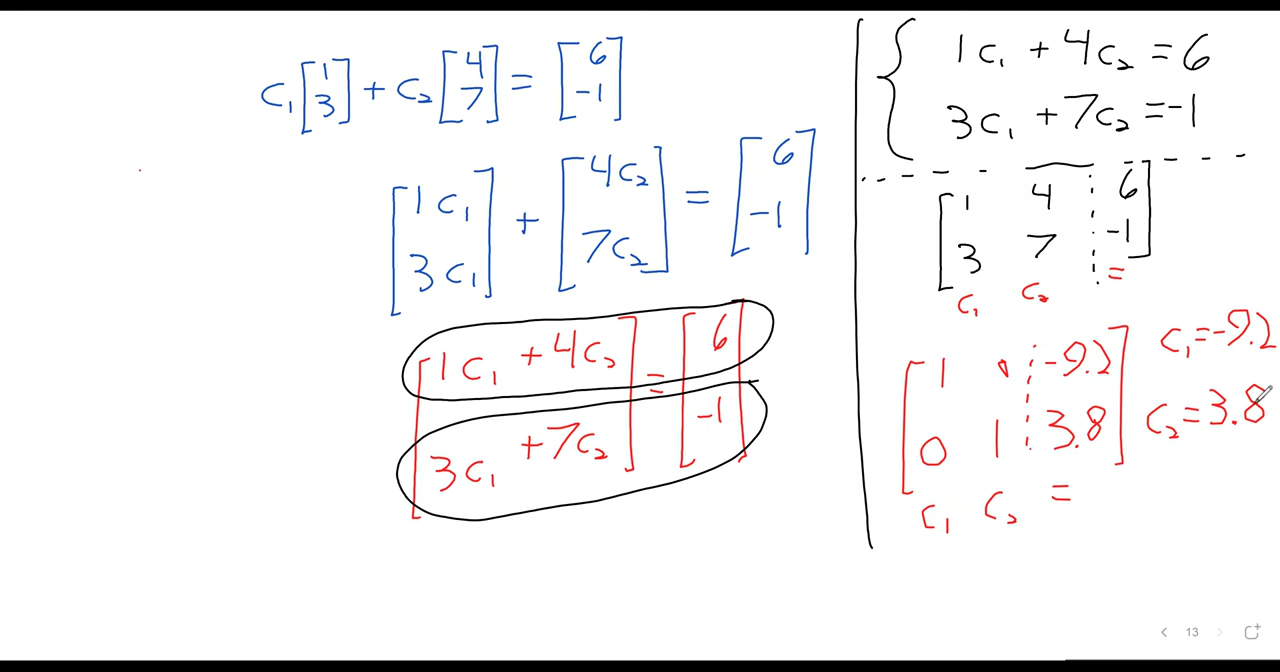 c₁[1 3] + c₂[4 7] = [6 -1]
[1c₁ 3c₁] + [4c₂ 7c₂] = [6 -1]
[1c₁ + 4c₂ = [6
3c₁ + 7c₂] -1]
{ 1c₁ + 4c₂ = 6
3c₁ + 7c₂ = -1
[1 4 ⋮ 6
3 7 ⋮ -1]
c₁ c₂ =
[1 ⋮ -9.2
0 1 ⋮ 3.8]
c₁ c₂ =
c₁ = -9.2
c₂ = 3.8
13